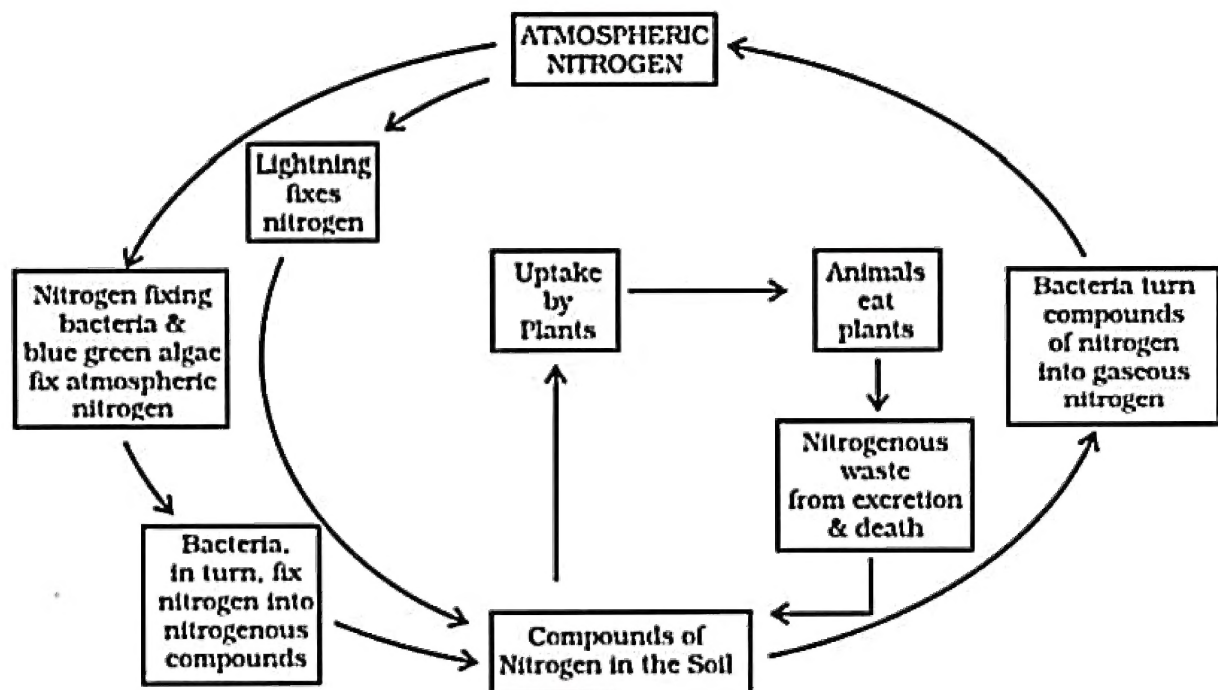 ATMOSPHERIC
NITROGEN
Lightning
fixes
nitrogen
Nitrogen fixing
bacteria &
blue green algae
fix atmospheric
nitrogen
Uptake
by
Plants
Animals
eat
plants
Bacteria turn
compounds
of nitrogen
into gaseous
nitrogen
Nitrogenous
waste
from excretion
& death
Bacteria,
in turn, fix
nitrogen into
nitrogenous
compounds
Compounds of
Nitrogen in the Soil